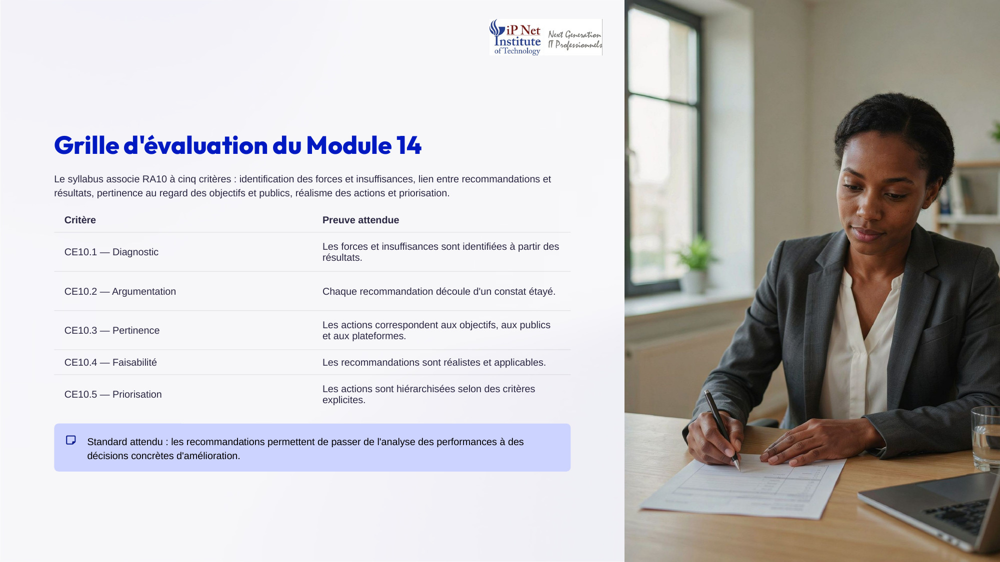 iP Net
Institute
of Technology
Next Generation
IT Professionnels
Grille d'évaluation du Module 14
Le syllabus associe RA10 à cinq critères : identification des forces et insuffisances, lien entre recommandations et
résultats, pertinence au regard des objectifs et publics, réalisme des actions et priorisation.
Critère
Preuve attendue
CE10.1 — Diagnostic
Les forces et insuffisances sont identifiées à partir des
résultats.
CE10.2 — Argumentation
Chaque recommandation découle d'un constat étayé.
CE10.3 — Pertinence
Les actions correspondent aux objectifs, aux publics
et aux plateformes.
CE10.4 — Faisabilité
Les recommandations sont réalistes et applicables.
CE10.5 — Priorisation
Les actions sont hiérarchisées selon des critères
explicites.
Standard attendu : les recommandations permettent de passer de l'analyse des performances à des
décisions concrètes d'amélioration.